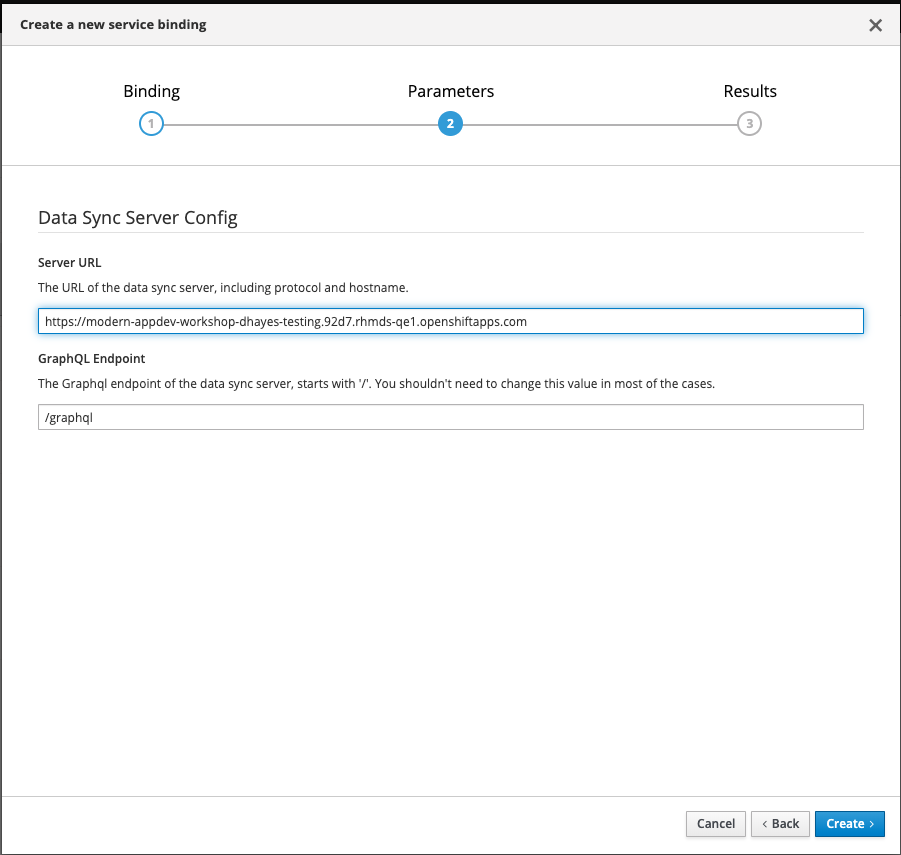 Create a new service binding
Binding
Parameters
Results
1
2
3
Data Sync Server Config
Server URL
The URL of the data sync server, including protocol and hostname.
https://modern-appdev-workshop-dhayes-testing.92d7.rhmds-qe1.openshiftapps.com
GraphQL Endpoint
The Graphql endpoint of the data sync server, starts with '/'. You shouldn't need to change this value in most of the cases.
/graphql
Cancel
‹ Back
Create ›